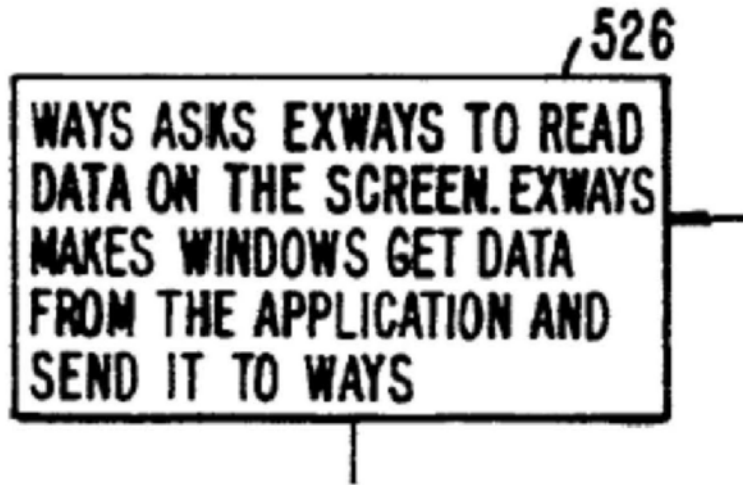 526
WAYS ASKS EXWAYS TO READ
DATA ON THE SCREEN. EXWAYS
MAKES WINDOWS GET DATA
FROM THE APPLICATION AND
SEND IT TO WAYS